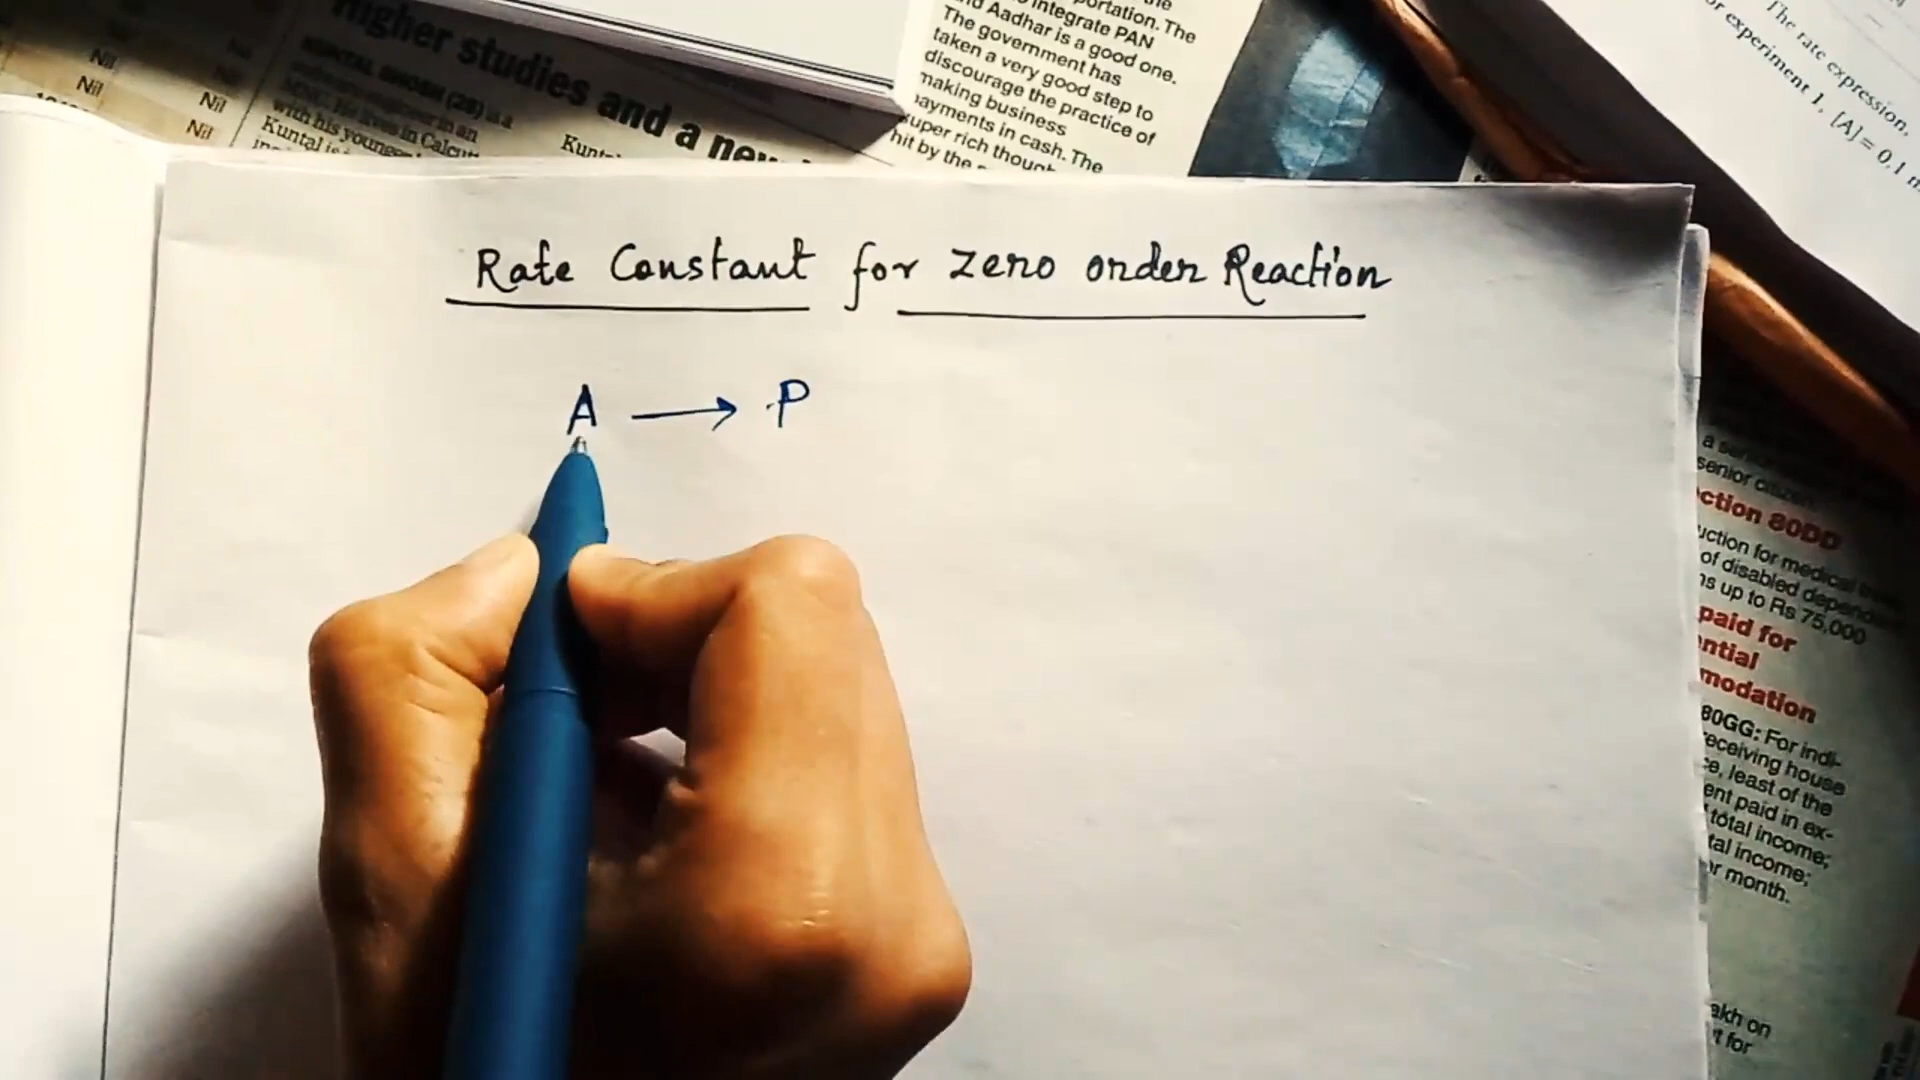 Nil
Nil
Nil
Nil
Higher studies and a new
with his younger
Kuntal is
The government has
taken a very good step to
discourage the practice of
making business
payments in cash. The
super rich though
hit by the
portation. The
integrate PAN
Aadhar is a good one.
The rate expression,
or experiment 1, [A] = 0.1
Rate Constant for Zero order Reaction
A → P
a
senior citizen
ction 80DD
uction for medical
of disabled depend
ns up to Rs 75,000
paid for
ntial
modation
80GG: For indi-
receiving house
ce, least of the
ent paid in ex-
total income;
tal income;
or month.
akh on
t for